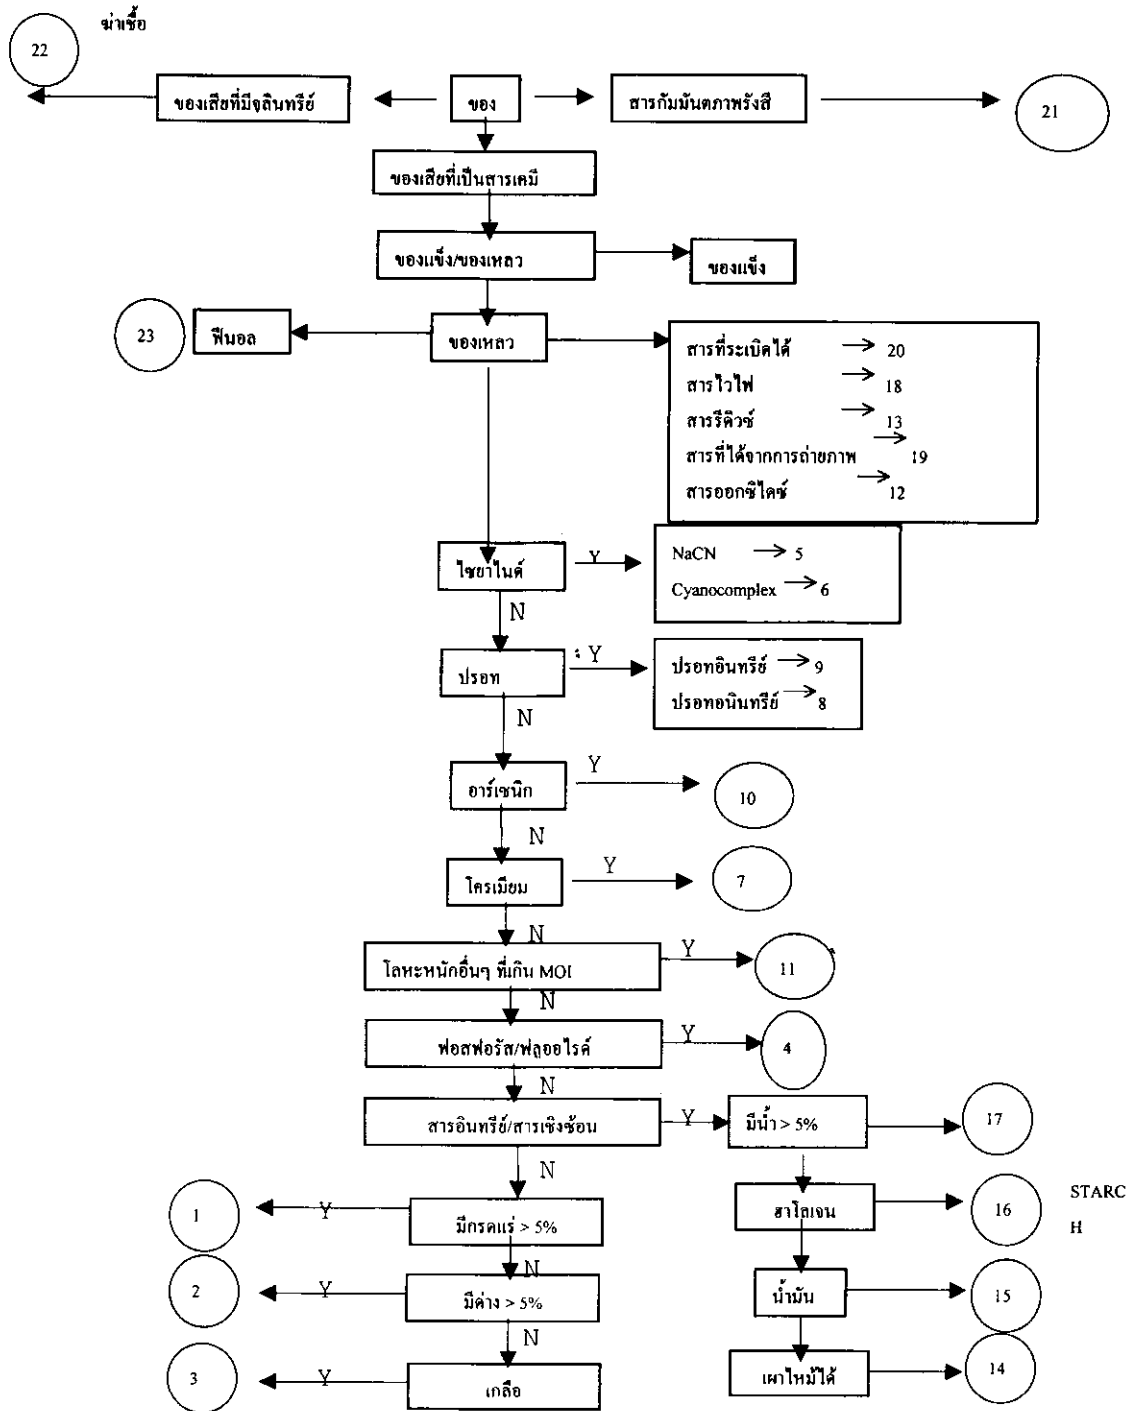 ฆ่าเชื้อ
22
ของเสียที่มีจุลินทรีย์
ของ
สารกัมมันตภาพรังสี
21
ของเสียที่เป็นสารเคมี
ของแข็ง/ของเหลว
ของแข็ง
23
ฟีนอล
ของเหลว
สารที่ระเบิดได้ → 20
สารไวไฟ → 18
สารรีดิวซ์ → 13
สารที่ได้จากการถ่ายภาพ → 19
สารออกซิไดซ์ → 12
ไซยาไนด์
Y
NaCN → 5
Cyanocomplex → 6
N
ปรอท
Y
ปรอทอินทรีย์ → 9
ปรอทอนินทรีย์ → 8
N
อาร์เซนิก
Y
10
N
โครเมียม
Y
7
N
โลหะหนักอื่นๆ ที่เกิน MOI
Y
11
N
ฟอสฟอรัส/ฟลูออไรด์
Y
4
N
สารอินทรีย์/สารเชิงซ้อน
Y
มีน้ำ > 5%
17
N
1
Y
มีกรดแร่ > 5%
ฮาโลเจน
16
STARC
H
N
2
Y
มีด่าง > 5%
น้ำมัน
15
N
3
Y
เกลือ
เผาไหม้ได้
14